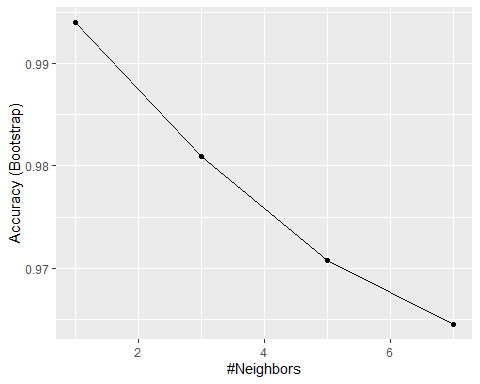 Accuracy (Bootstrap)
0.99
0.98
0.97
2 4 6
#Neighbors